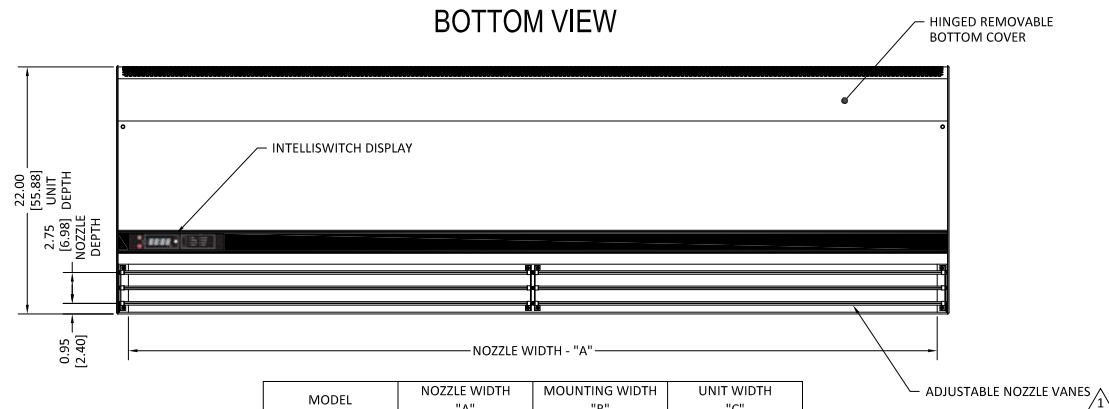 BOTTOM VIEW
HINGED REMOVABLE
BOTTOM COVER
INTELLISWITCH DISPLAY
22.00
[55.88]
UNIT
DEPTH
2.75
[6.98]
NOZZLE
DEPTH
0.95
[2.40]
NOZZLE WIDTH - "A"
ADJUSTABLE NOZZLE VANES
1
MODEL
NOZZLE WIDTH
"A"
MOUNTING WIDTH
"B"
UNIT WIDTH
"C"